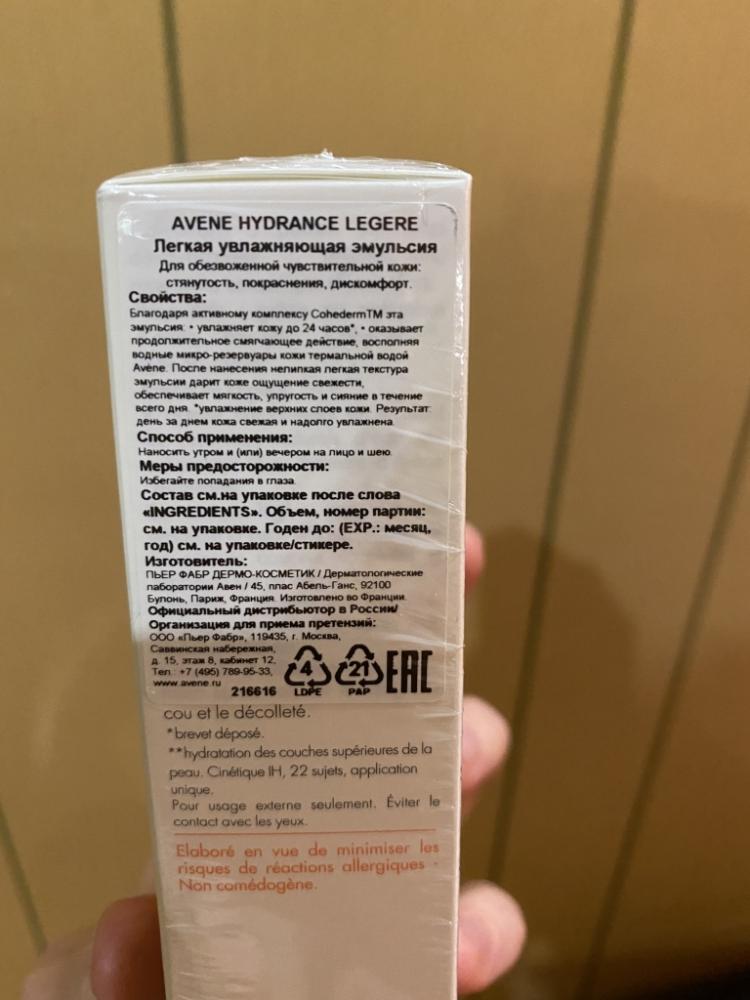 AVENE HYDRANCE LEGERE
Легкая увлажняющая эмульсия
Для обезвоженной чувствительной кожи:
стянутость, покраснения, дискомфорт.
Свойства:
Благодаря активному комплексу CohedermTM эта
эмульсия: • увлажняет кожу до 24 часов*, • оказывает
продолжительное смягчающее действие, восполняя
водные микро-резервуары кожи термальной водой
Avene. После нанесения нелипкая легкая текстура
эмульсии дарит коже ощущение свежести,
обеспечивает мягкость, упругость и сияние в течение
всего дня. *увлажнение верхних слоев кожи. Результат:
день за днем кожа свежая и надолго увлажнена.
Способ применения:
Наносить утром и (или) вечером на лицо и шею.
Меры предосторожности:
Избегайте попадания в глаза.
Состав см.на упаковке после слова
«INGREDIENTS». Объем, номер партии:
см. на упаковке. Годен до: (EXP.: месяц,
год) см. на упаковке/стикере.
Изготовитель:
ПЬЕР ФАБР ДЕРМО-КОСМЕТИК / Дерматологические
лаборатории Авен / 45, плас Абель-Ганс, 92100
Булонь, Париж, Франция. Изготовлено во Франции.
Официальный дистрибьютор в России/
Организация для приема претензий:
ООО «Пьер Фабр», 119435, г. Москва,
Саввинская набережная,
д. 15, этаж 8, кабинет 12,
Тел.: +7 (495) 789-95-33,
www.avene.ru
216616
4
LDPE
21
PAP
EAC
cou et le décolleté.
*brevet déposé.
**hydratation des couches supérieures de la
peau. Cinétique IH, 22 sujets, application
unique.
Pour usage externe seulement. Éviter le
contact avec les yeux.
Elaboré en vue de minimiser les
risques de réactions allergiques -
Non comédogène.